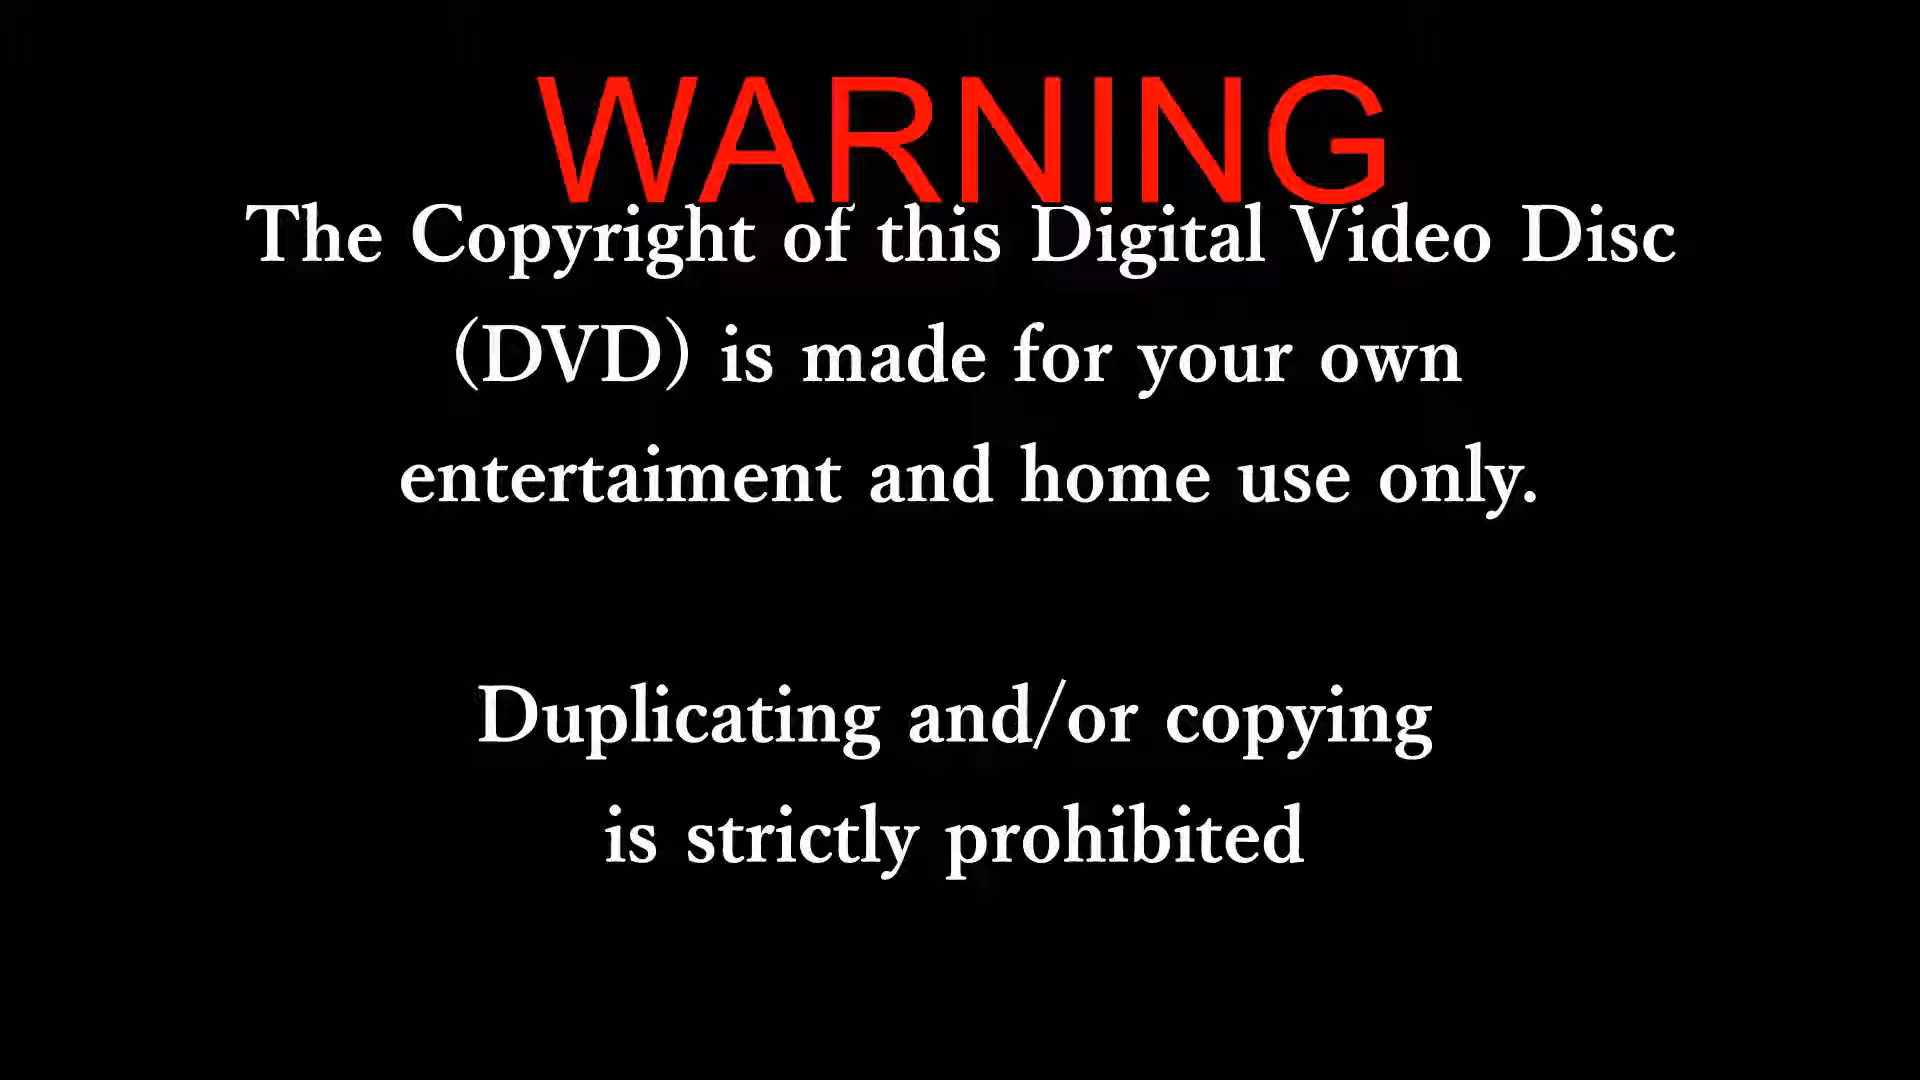 WARNING
The Copyright of this Digital Video Disc
(DVD) is made for your own
entertaiment and home use only.
Duplicating and/or copying
is strictly prohibited